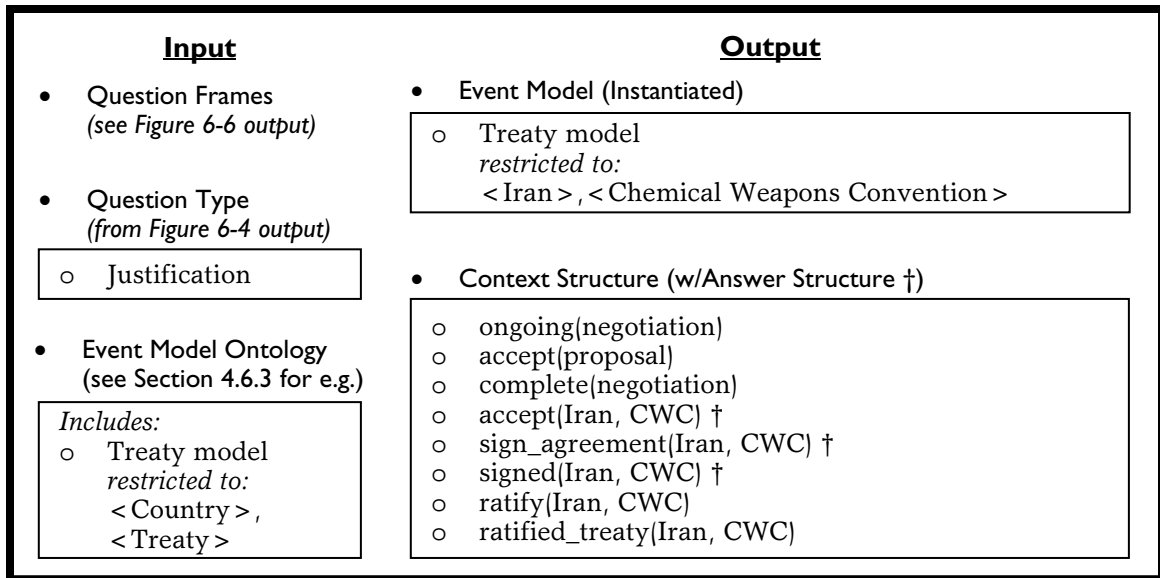 Input
• Question Frames
(see Figure 6-6 output)
• Question Type
(from Figure 6-4 output)
o Justification
• Event Model Ontology
(see Section 4.6.3 for e.g.)
Includes:
o Treaty model
restricted to:
<Country>,
<Treaty>
Output
• Event Model (Instantiated)
o Treaty model
restricted to:
<Iran>,<Chemical Weapons Convention>
• Context Structure (w/Answer Structure †)
o ongoing(negotiation)
o accept(proposal)
o complete(negotiation)
o accept(Iran, CWC) †
o sign_agreement(Iran, CWC) †
o signed(Iran, CWC) †
o ratify(Iran, CWC)
o ratified_treaty(Iran, CWC)